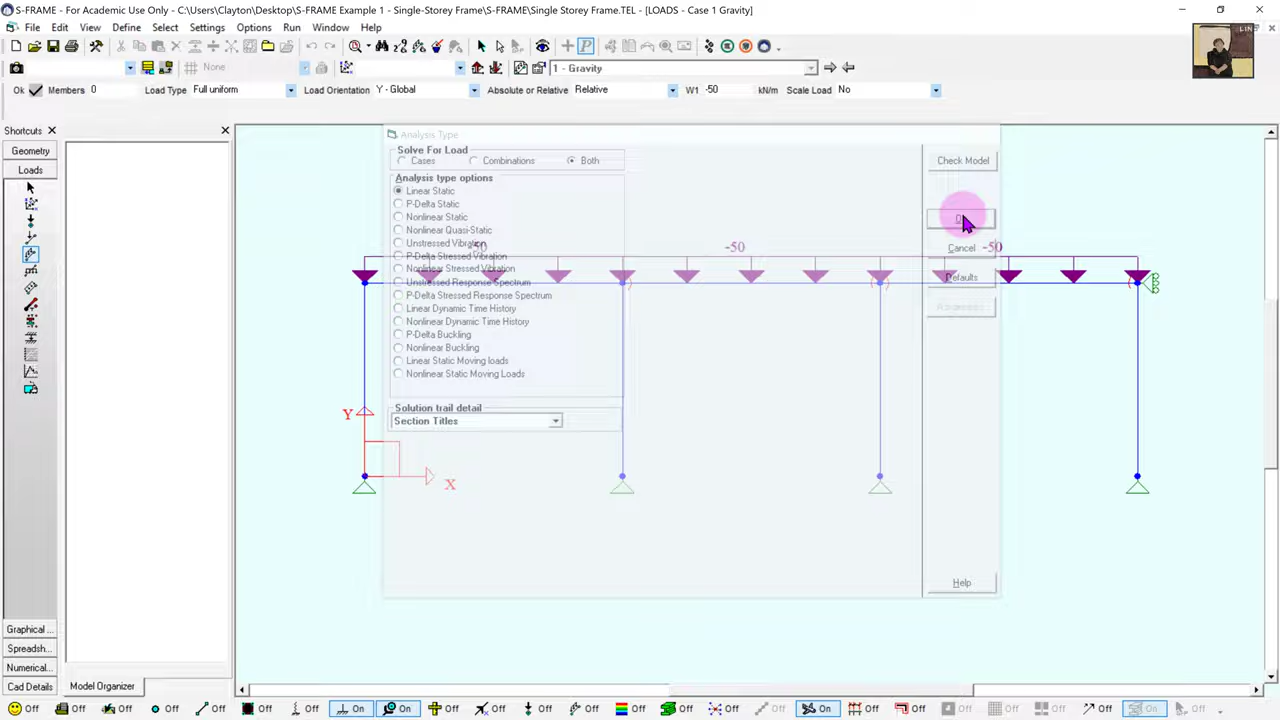 S-FRAME - For Academic Use Only - C:\Users\Clayton\Desktop\S-FRAME Example 1 - Single-Storey Frame\S-FRAME\Single Storey Frame.TEL - [LOADS - Case 1 Gravity]
File Edit View Define Select Settings Options Run Window Help
LIN
None
1 - Gravity
Ok Members 0 Load Type Full uniform Load Orientation Y - Global Absolute or Relative Relative W1 -50 kN/m Scale Load No
Shortcuts
Geometry
Loads
Analysis Type
Solve For Load
Cases Combinations Both
Check Model
Analysis type options
Linear Static
P-Delta Static
Nonlinear Static
Nonlinear Quasi-Static
Unstressed Vibration
P-Delta Stressed Vibration
Nonlinear Stressed Vibration
Unstressed Response Spectrum
P-Delta Stressed Response Spectrum
Linear Dynamic Time History
Nonlinear Dynamic Time History
P-Delta Buckling
Nonlinear Buckling
Linear Static Moving loads
Nonlinear Static Moving Loads
Cancel
Defaults
-50 -50
Solution trail detail
Section Titles
Y
X
Help
Graphical ...
Spreadsh...
Numerical...
Cad Details
Model Organizer
Off Off Off Off Off Off Off On On Off Off Off Off Off Off Off Off On Off Off Off Off Off Off On Off